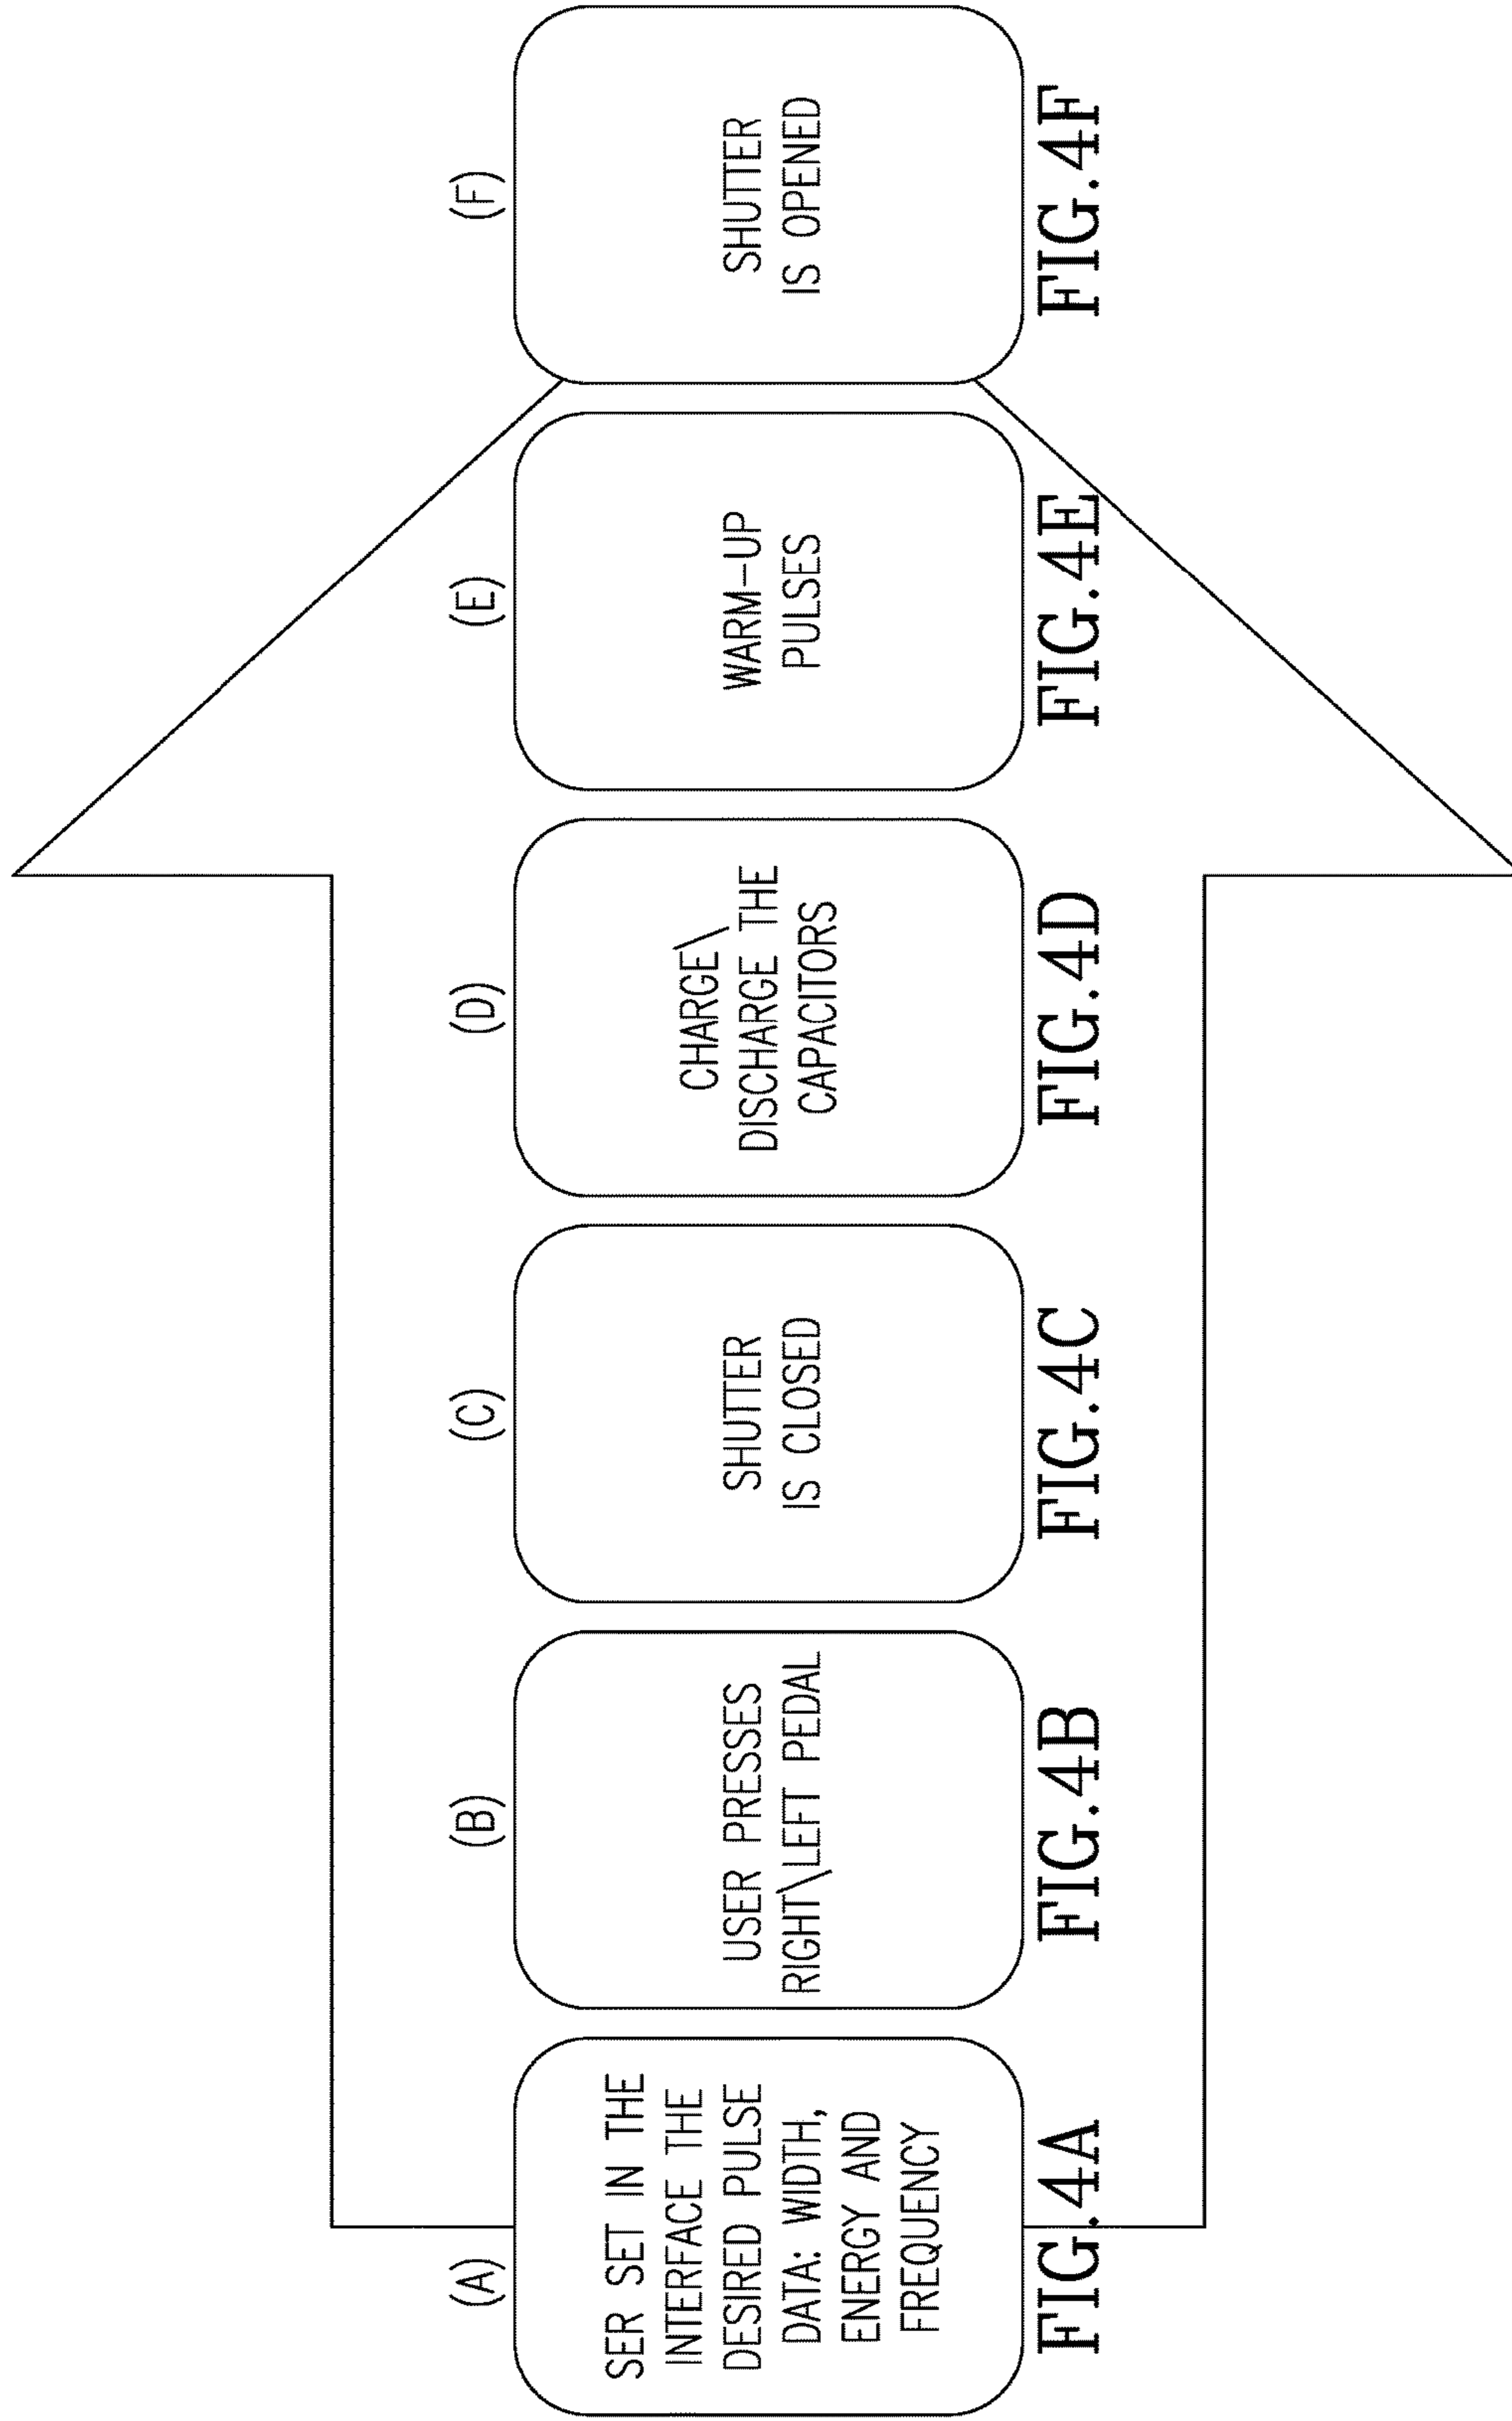 (A)
SER SET IN THE
INTERFACE THE
DESIRED PULSE
DATA: WIDTH,
ENERGY AND
FREQUENCY
FIG.4A
(B)
USER PRESSES
RIGHT\LEFT PEDAL
FIG.4B
(C)
SHUTTER
IS CLOSED
FIG.4C
(D)
CHARGE\
DISCHARGE THE
CAPACITORS
FIG.4D
(E)
WARM-UP
PULSES
FIG.4E
(F)
SHUTTER
IS OPENED
FIG.4F